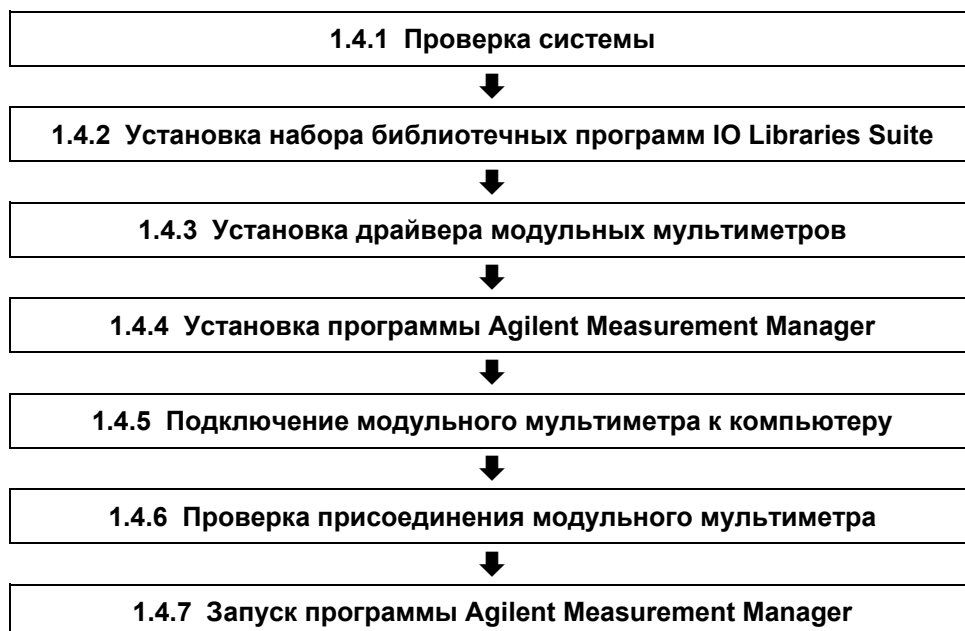 1.4.1 Проверка системы
1.4.2 Установка набора библиотечных программ IO Libraries Suite
1.4.3 Установка драйвера модульных мультиметров
1.4.4 Установка программы Agilent Measurement Manager
1.4.5 Подключение модульного мультиметра к компьютеру
1.4.6 Проверка присоединения модульного мультиметра
1.4.7 Запуск программы Agilent Measurement Manager